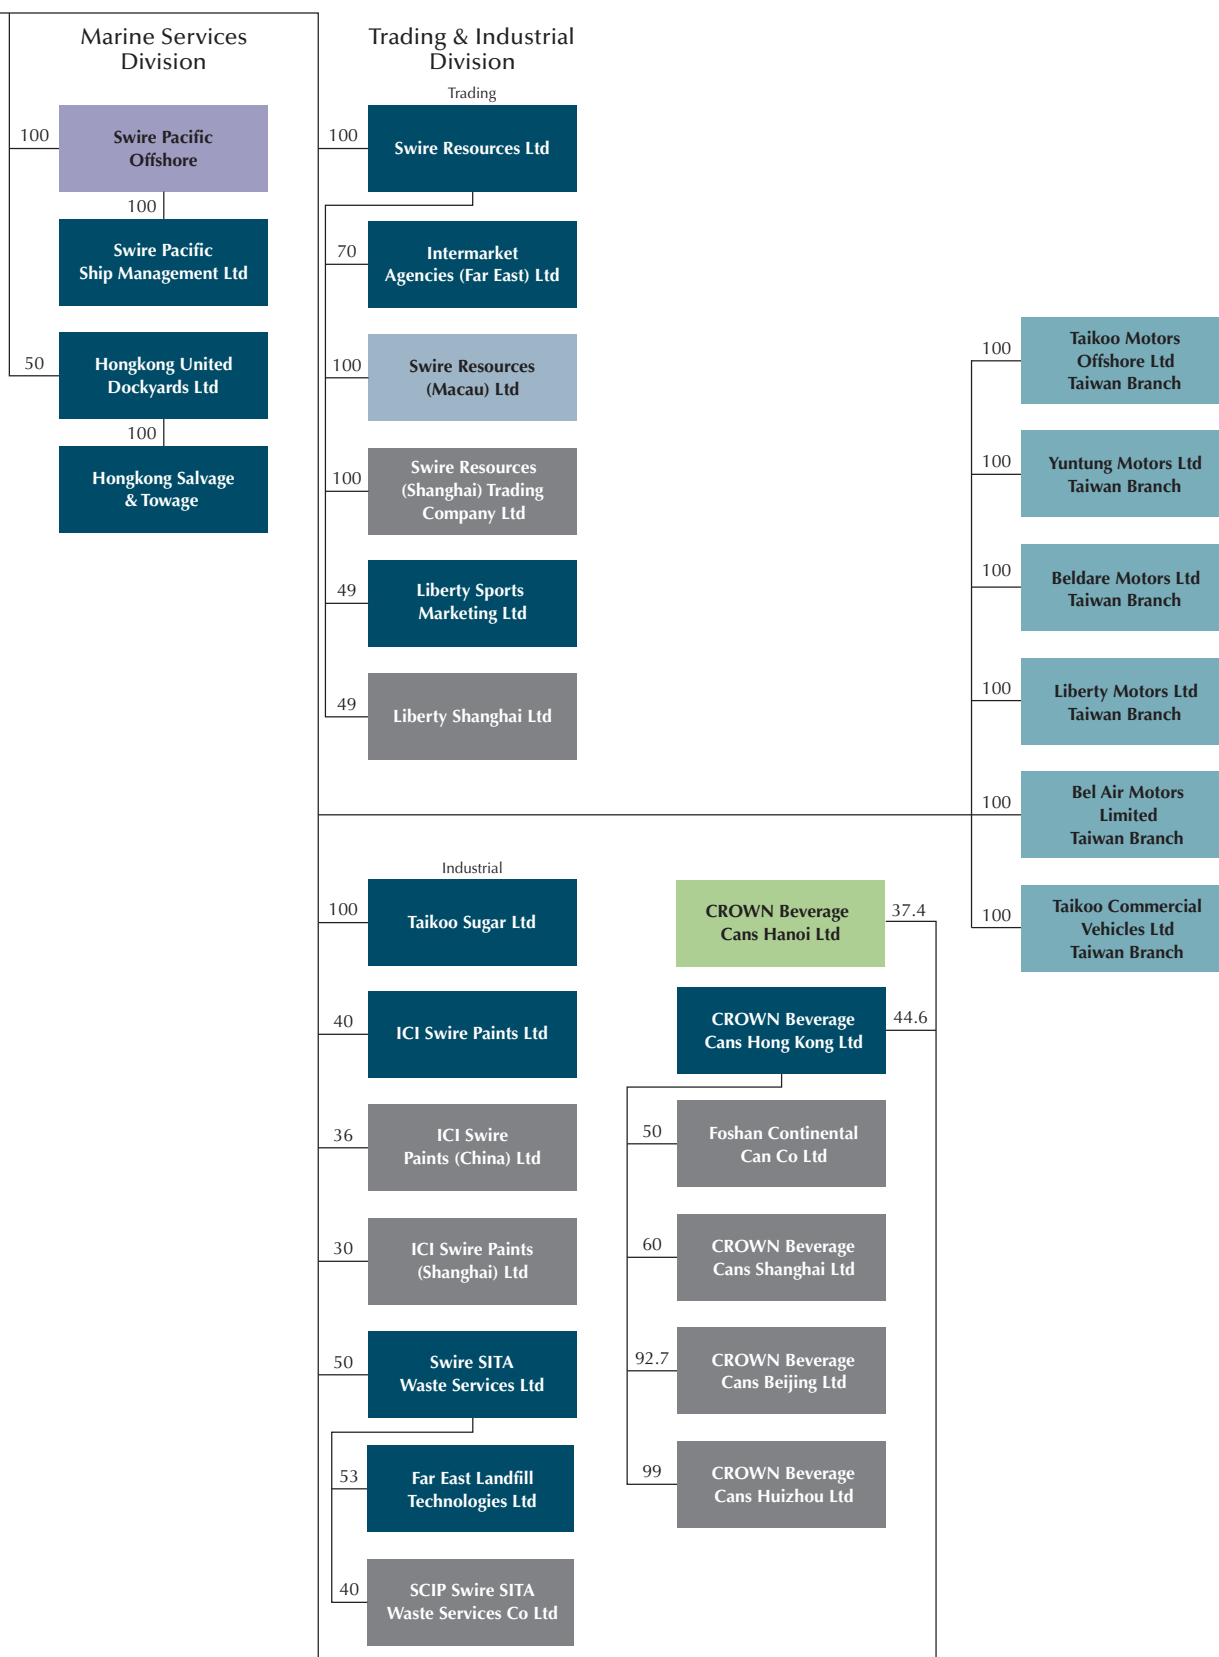 Marine Services
Division
100
Swire Pacific
Offshore
100
Swire Pacific
Ship Management Ltd
50
Hongkong United
Dockyards Ltd
100
Hongkong Salvage
& Towage
Trading & Industrial
Division
Trading
100
Swire Resources Ltd
70
Intermarket
Agencies (Far East) Ltd
100
Swire Resources
(Macau) Ltd
100
Swire Resources
(Shanghai) Trading
Company Ltd
49
Liberty Sports
Marketing Ltd
49
Liberty Shanghai Ltd
100
Taikoo Motors
Offshore Ltd
Taiwan Branch
100
Yuntung Motors Ltd
Taiwan Branch
100
Beldare Motors Ltd
Taiwan Branch
100
Liberty Motors Ltd
Taiwan Branch
100
Bel Air Motors
Limited
Taiwan Branch
100
Taikoo Commercial
Vehicles Ltd
Taiwan Branch
Industrial
100
Taikoo Sugar Ltd
40
ICI Swire Paints Ltd
36
ICI Swire
Paints (China) Ltd
30
ICI Swire Paints
(Shanghai) Ltd
50
Swire SITA
Waste Services Ltd
53
Far East Landfill
Technologies Ltd
40
SCIP Swire SITA
Waste Services Co Ltd
CROWN Beverage
Cans Hanoi Ltd
37.4
CROWN Beverage
Cans Hong Kong Ltd
44.6
50
Foshan Continental
Can Co Ltd
60
CROWN Beverage
Cans Shanghai Ltd
92.7
CROWN Beverage
Cans Beijing Ltd
99
CROWN Beverage
Cans Huizhou Ltd